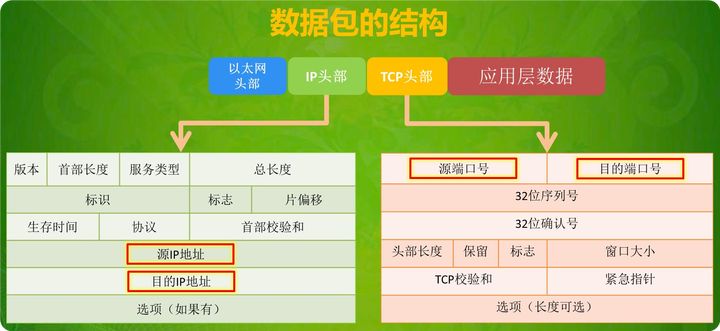 数据包的结构
以太网
头部
IP头部
TCP头部
应用层数据
版本 首部长度 服务类型 总长度
标识 标志 片偏移
生存时间 协议 首部校验和
源IP地址
目的IP地址
选项（如果有）
源端口号 目的端口号
32位序列号
32位确认号
头部长度 保留 标志 窗口大小
TCP校验和 紧急指针
选项（长度可选）